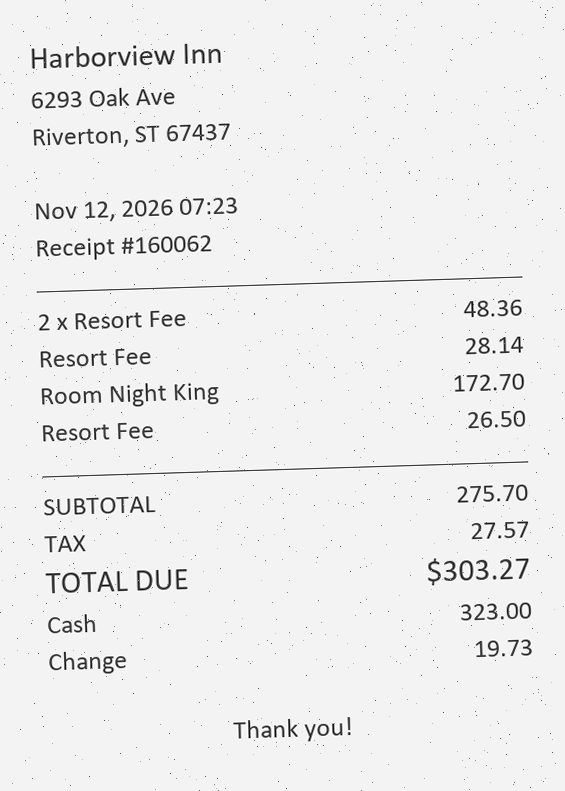 Harborview Inn
6293 Oak Ave
Riverton, ST 67437
Nov 12, 2026 07:23
Receipt #160062
2 x Resort Fee 48.36
Resort Fee 28.14
Room Night King 172.70
Resort Fee 26.50
SUBTOTAL 275.70
TAX 27.57
TOTAL DUE $303.27
Cash 323.00
Change 19.73
Thank you!